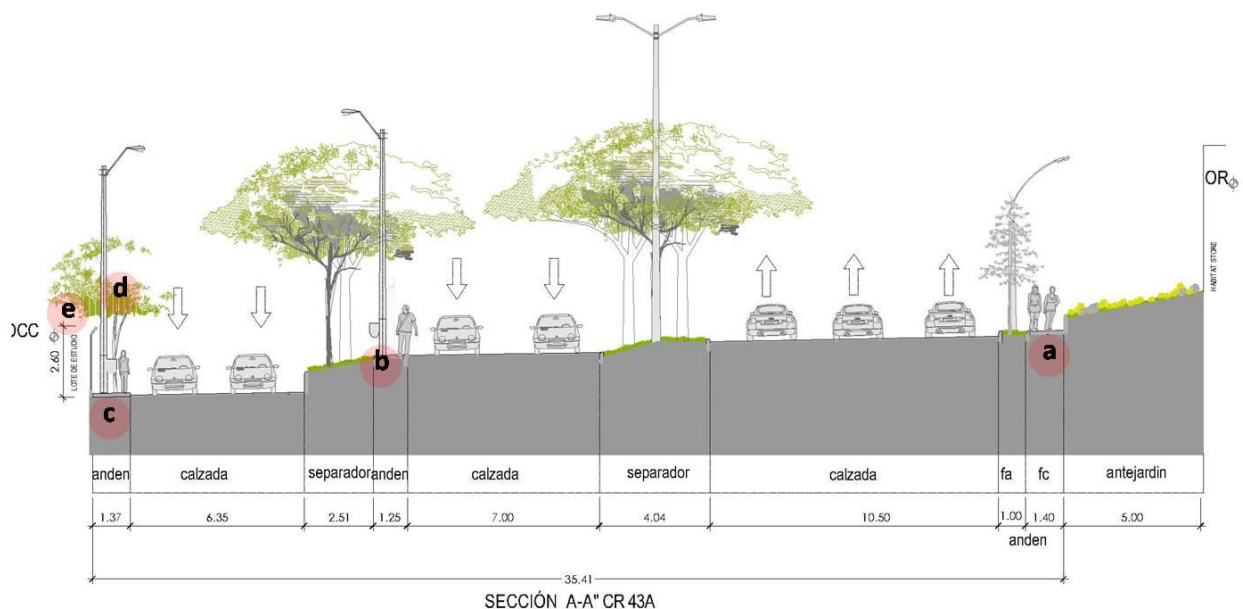 OR
HABITAT STORE
d
e
OCC
2.60
LOTE DE ESTUDIO
b
a
c
anden
calzada
separador
anden
calzada
separador
calzada
fa
fc
antejardin
1.37
6.35
2.51
1.25
7.00
4.04
10.50
1.00
1.40
5.00
anden
35.41
SECCIÓN A-A" CR 43A